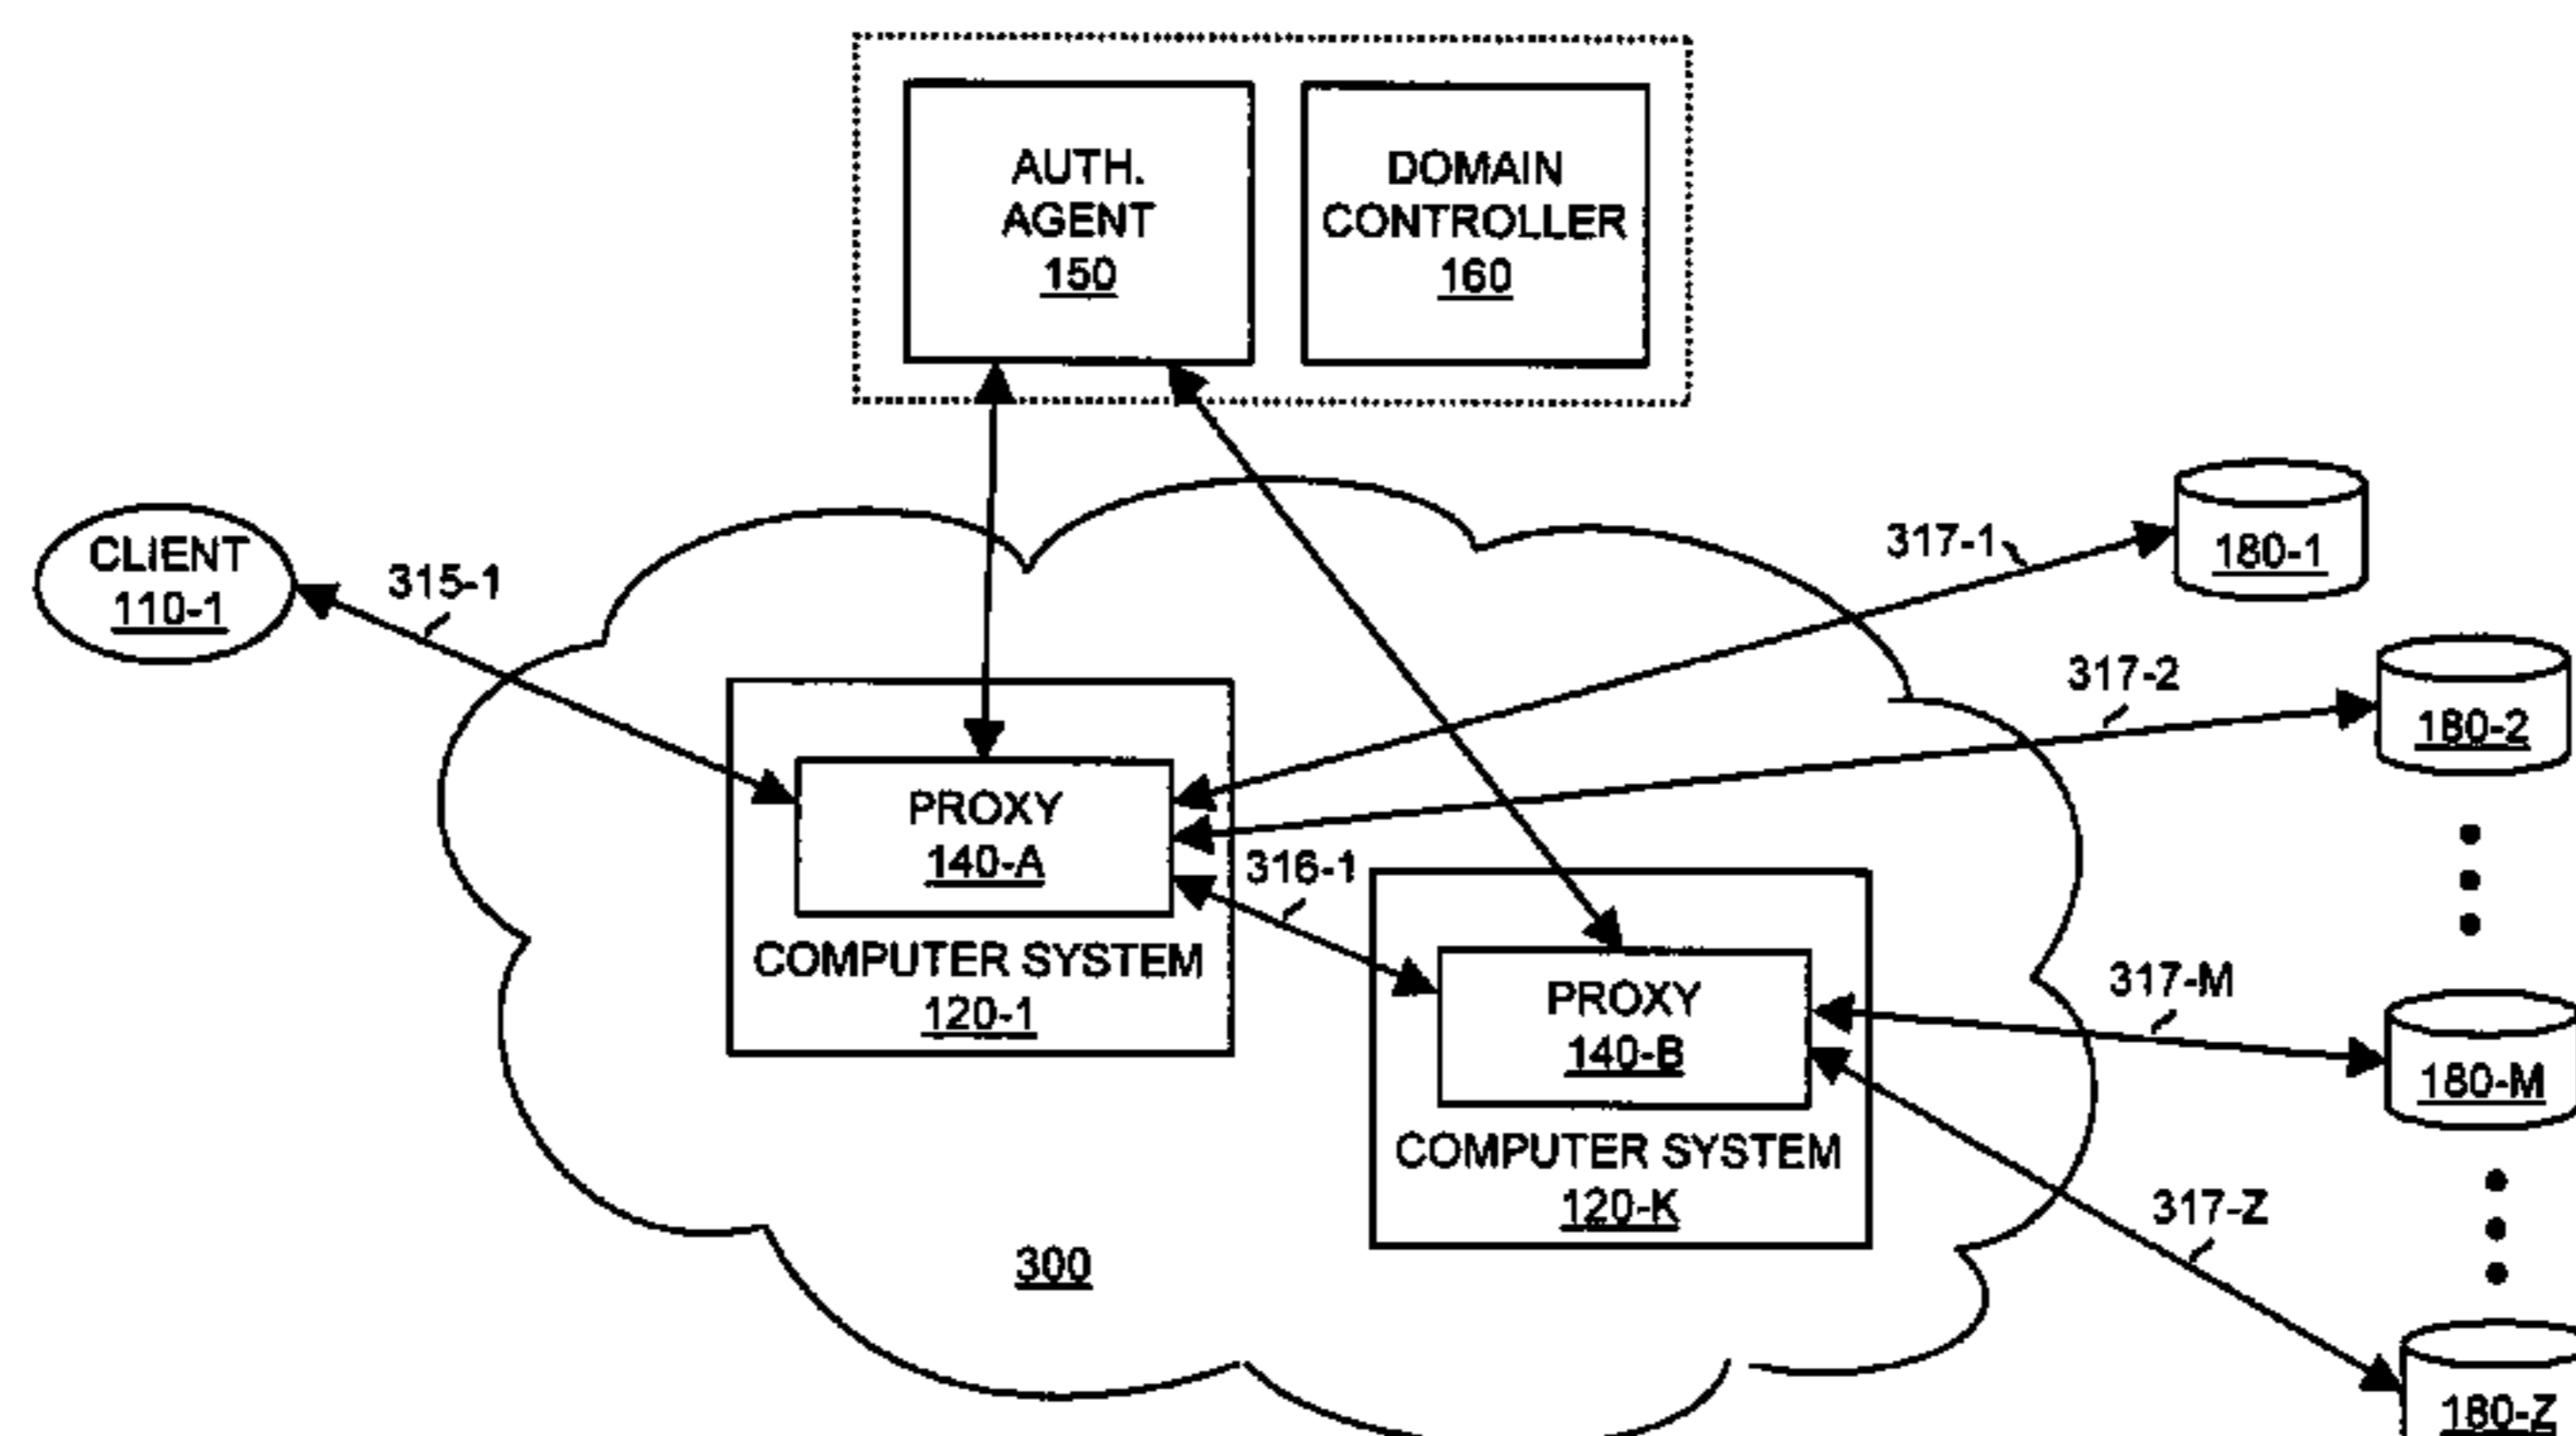 AUTH.
AGENT
150
DOMAIN
CONTROLLER
160
CLIENT
110-1
315-1
317-1
180-1
317-2
180-2
PROXY
140-A
COMPUTER SYSTEM
120-1
316-1
PROXY
140-B
COMPUTER SYSTEM
120-K
317-M
180-M
317-Z
180-Z
300